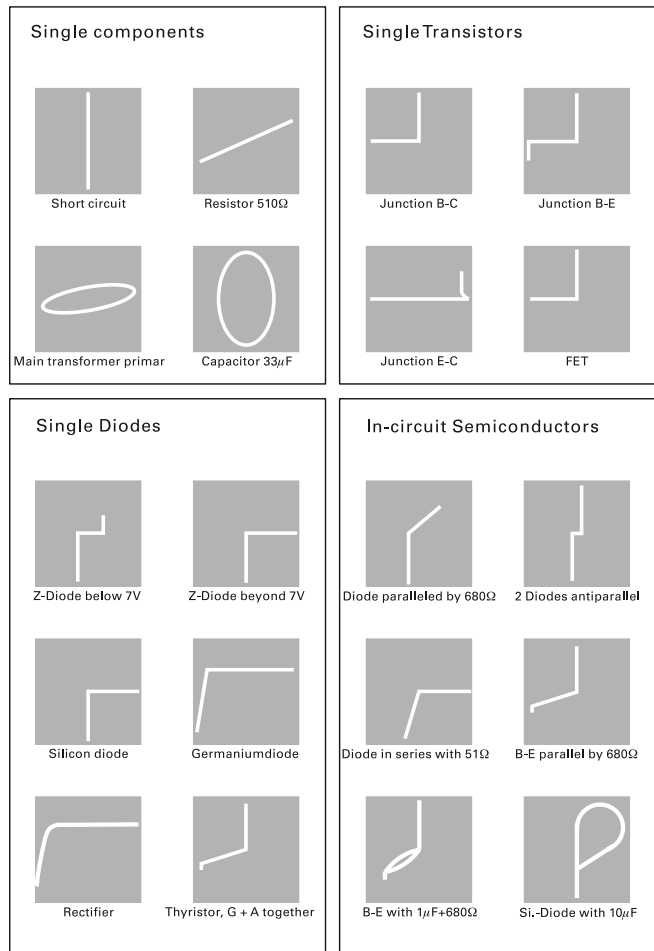 Single components
Short circuit
Resistor 510Ω
Main transformer primar
Capacitor 33μF
Single Transistors
Junction B-C
Junction B-E
Junction E-C
FET
Single Diodes
Z-Diode below 7V
Z-Diode beyond 7V
Silicon diode
Germaniumdiode
Rectifier
Thyristor, G + A together
In-circuit Semiconductors
Diode paralleled by 680Ω
2 Diodes antiparallel
Diode in series with 51Ω
B-E parallel by 680Ω
B-E with 1μF+680Ω
Si.-Diode with 10μF